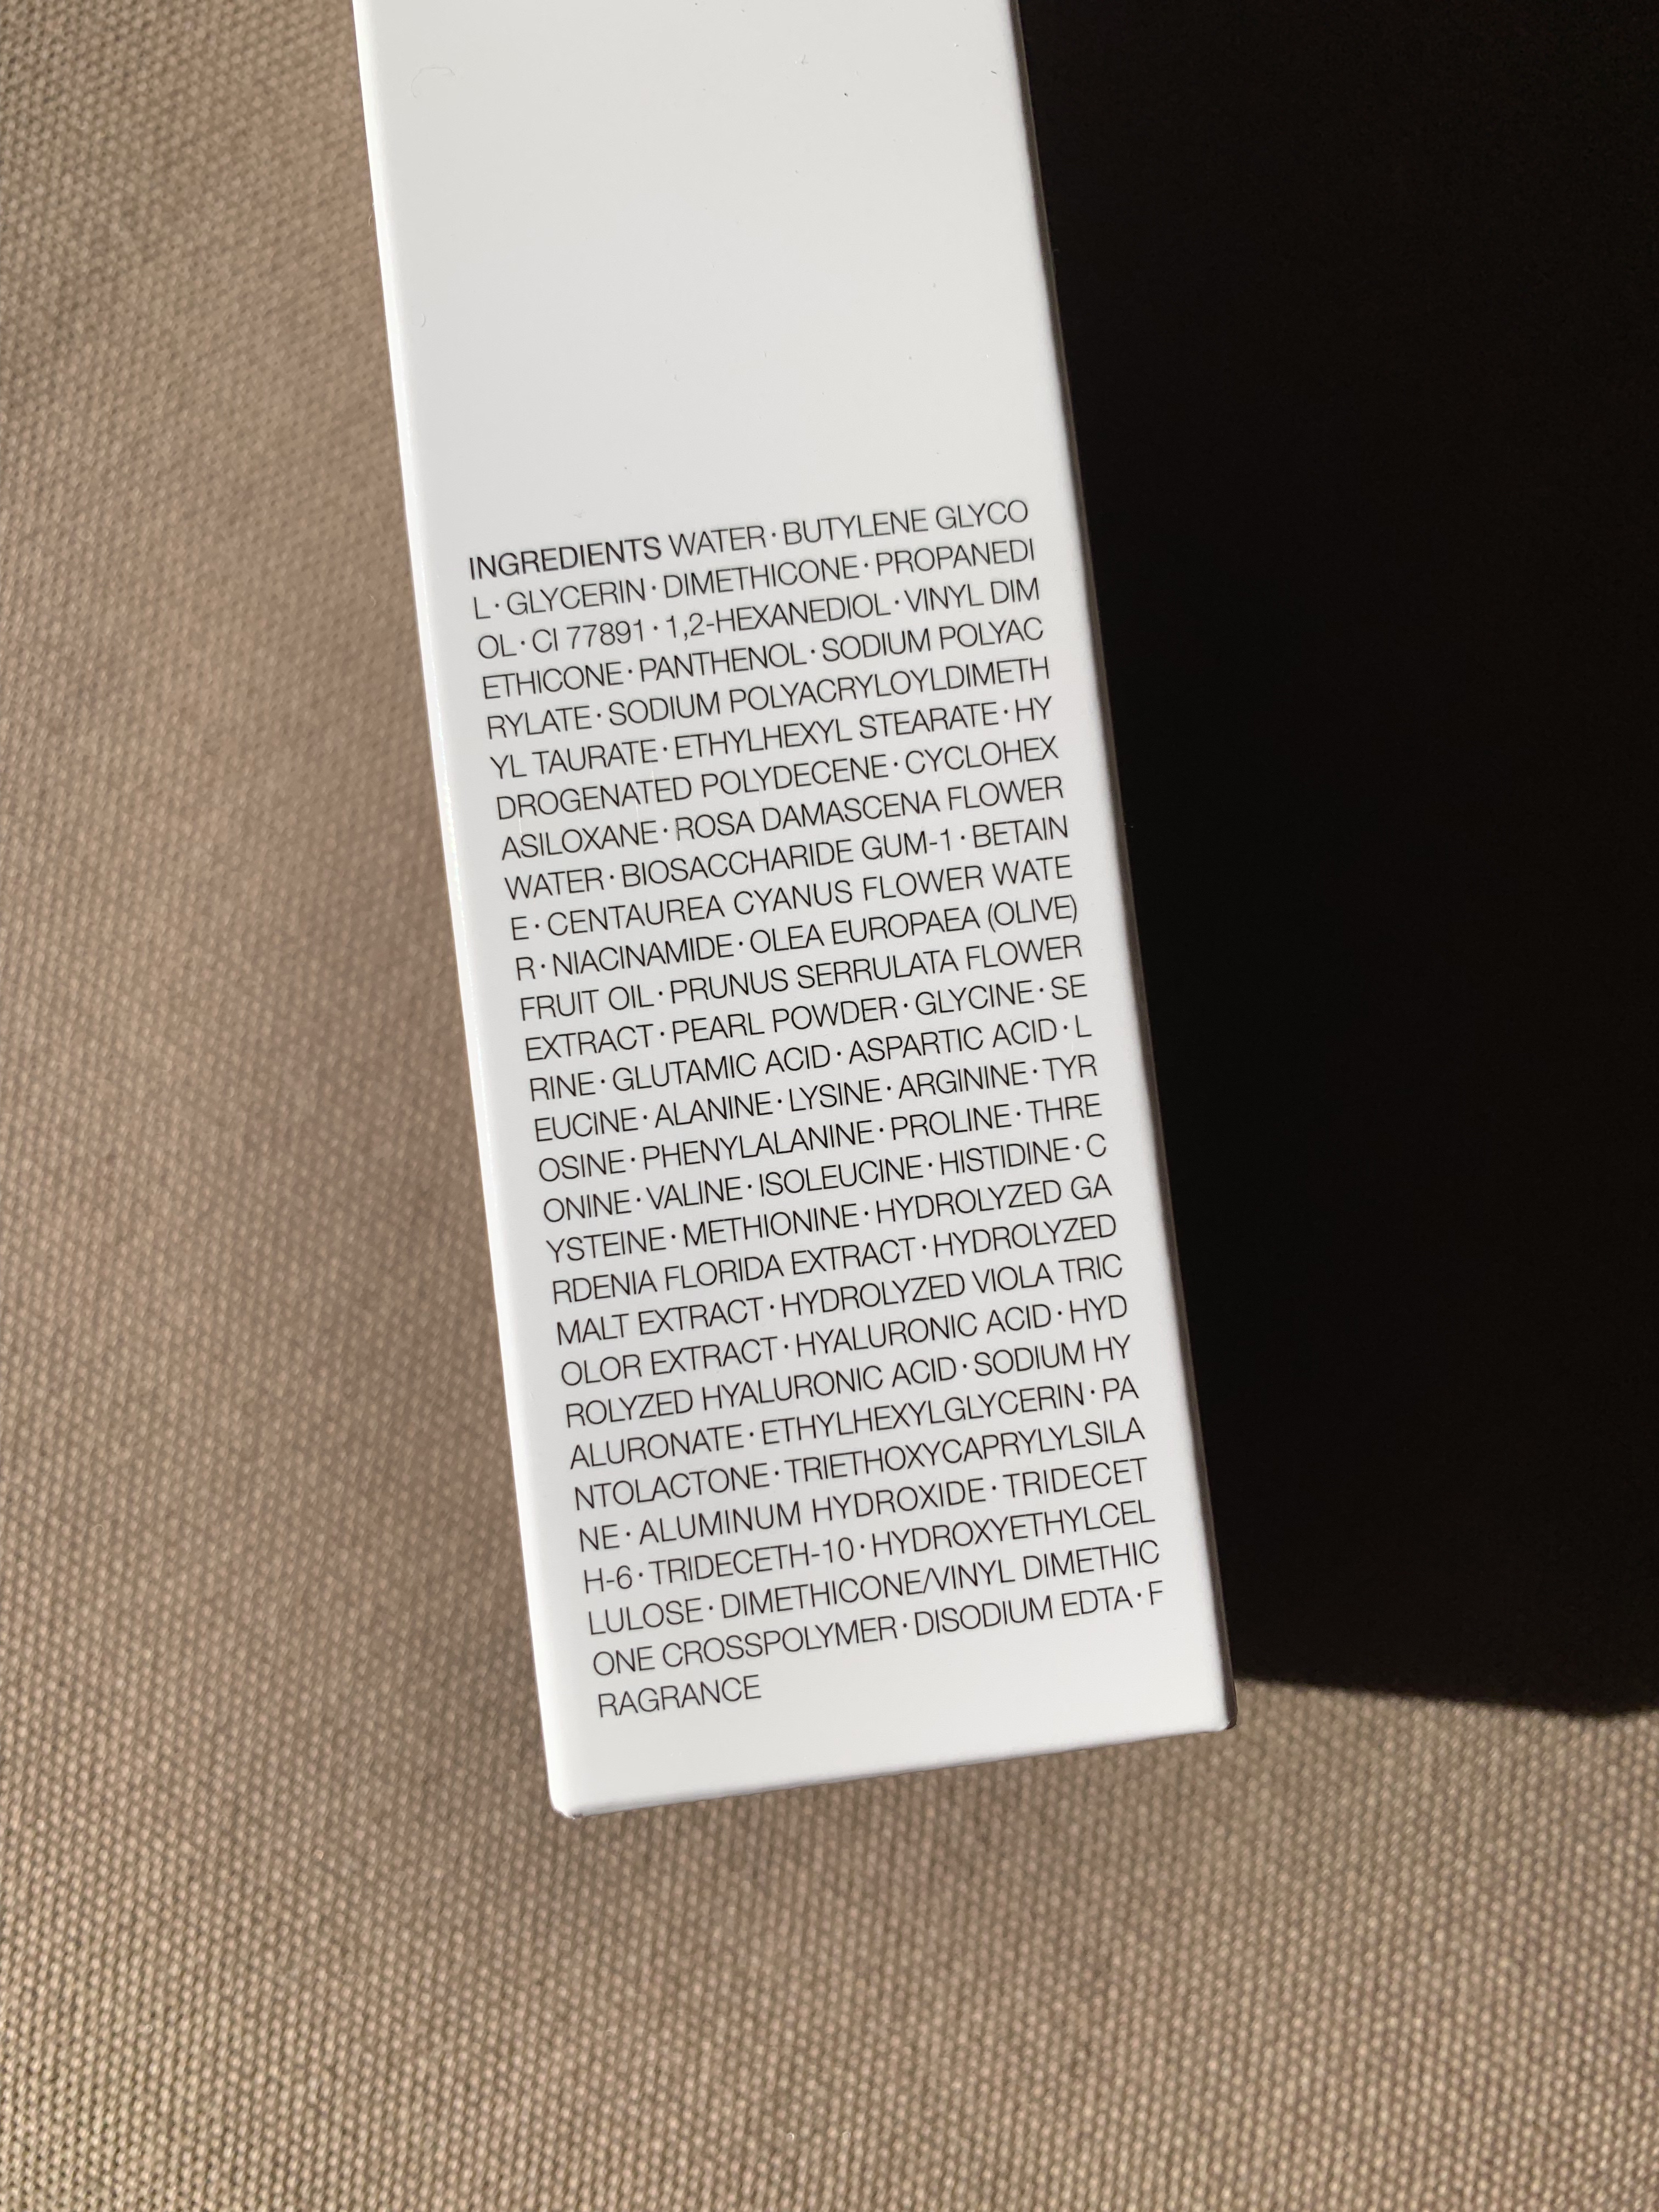 INGREDIENTS WATER · BUTYLENE GLYCO
L · GLYCERIN · DIMETHICONE · PROPANEDI
OL · CI 77891 · 1,2-HEXANEDIOL · VINYL DIM
ETHICONE · PANTHENOL · SODIUM POLYAC
RYLATE · SODIUM POLYACRYLOYLDIMETH
YL TAURATE · ETHYLHEXYL STEARATE · HY
DROGENATED POLYDECENE · CYCLOHEX
ASILOXANE · ROSA DAMASCENA FLOWER
WATER · BIOSACCHARIDE GUM-1 · BETAIN
E · CENTAUREA CYANUS FLOWER WATE
R · NIACINAMIDE · OLEA EUROPAEA (OLIVE)
FRUIT OIL · PRUNUS SERRULATA FLOWER
EXTRACT · PEARL POWDER · GLYCINE · SE
RINE · GLUTAMIC ACID · ASPARTIC ACID · L
EUCINE · ALANINE · LYSINE · ARGININE · TYR
OSINE · PHENYLALANINE · PROLINE · THRE
ONINE · VALINE · ISOLEUCINE · HISTIDINE · C
YSTEINE · METHIONINE · HYDROLYZED GA
RDENIA FLORIDA EXTRACT · HYDROLYZED
MALT EXTRACT · HYDROLYZED VIOLA TRIC
OLOR EXTRACT · HYALURONIC ACID · HYD
ROLYZED HYALURONIC ACID · SODIUM HY
ALURONATE · ETHYLHEXYLGLYCERIN · PA
NTOLACTONE · TRIETHOXYCAPRYLYLSILA
NE · ALUMINUM HYDROXIDE · TRIDECET
H-6 · TRIDECETH-10 · HYDROXYETHYLCEL
LULOSE · DIMETHICONE/VINYL DIMETHIC
ONE CROSSPOLYMER · DISODIUM EDTA · F
RAGRANCE